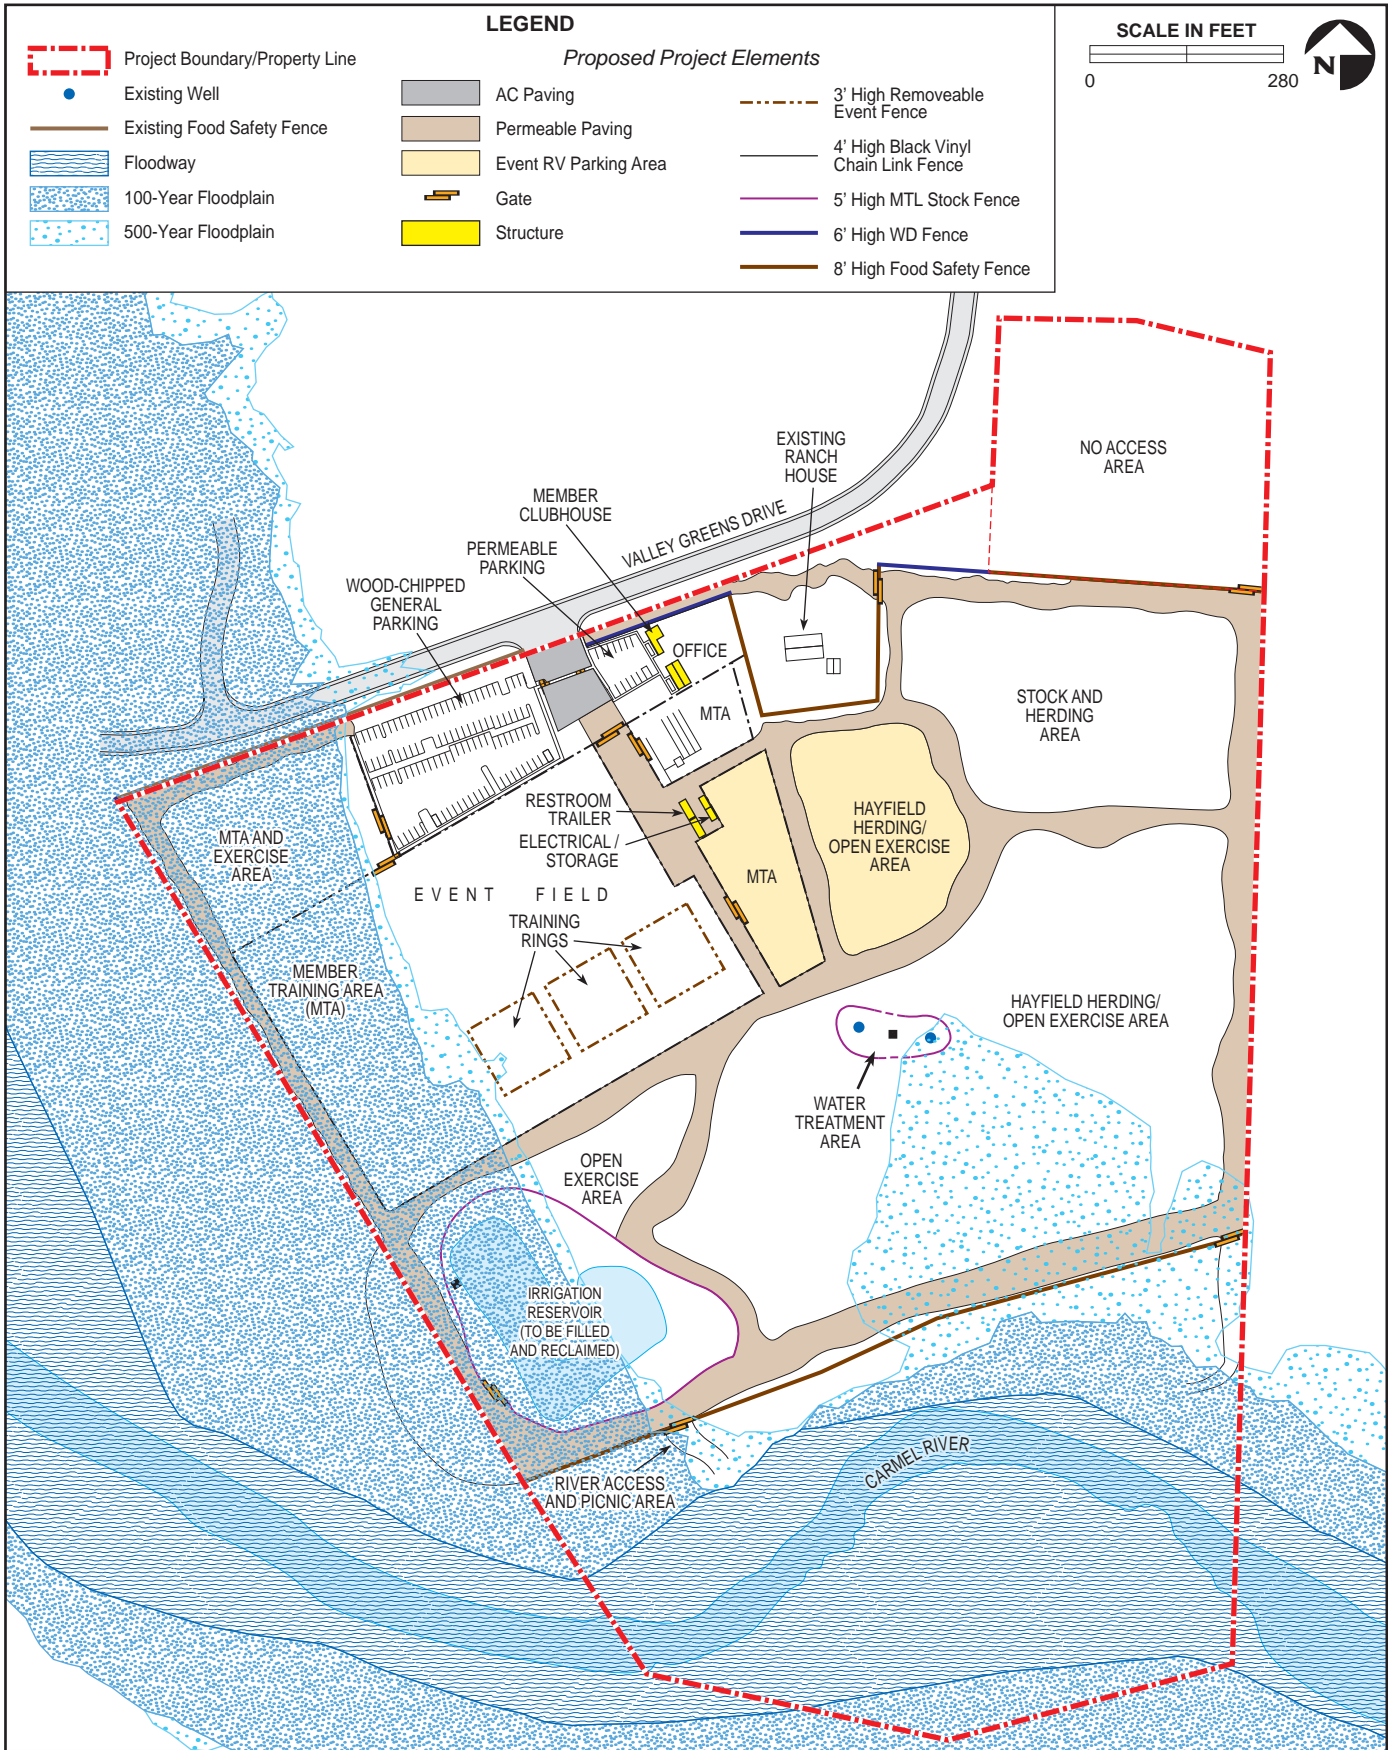 LEGEND
Project Boundary/Property Line
Existing Well
Existing Food Safety Fence
Floodway
100-Year Floodplain
500-Year Floodplain
Proposed Project Elements
AC Paving
Permeable Paving
Event RV Parking Area
Gate
Structure
3' High Removeable
Event Fence
4' High Black Vinyl
Chain Link Fence
5' High MTL Stock Fence
6' High WD Fence
8' High Food Safety Fence
SCALE IN FEET
0
280
N
NO ACCESS
AREA
EXISTING
RANCH
HOUSE
MEMBER
CLUBHOUSE
VALLEY GREENS DRIVE
PERMEABLE
PARKING
WOOD-CHIPPED
GENERAL
PARKING
OFFICE
MTA
STOCK AND
HERDING
AREA
RESTROOM
TRAILER
ELECTRICAL /
STORAGE
HAYFIELD
HERDING/
OPEN EXERCISE
AREA
MTA AND
EXERCISE
AREA
MTA
EVENT FIELD
TRAINING
RINGS
MEMBER
TRAINING AREA
(MTA)
HAYFIELD HERDING/
OPEN EXERCISE AREA
WATER
TREATMENT
AREA
OPEN
EXERCISE
AREA
IRRIGATION
RESERVOIR
(TO BE FILLED
AND RECLAIMED)
CARMEL RIVER
RIVER ACCESS
AND PICNIC AREA